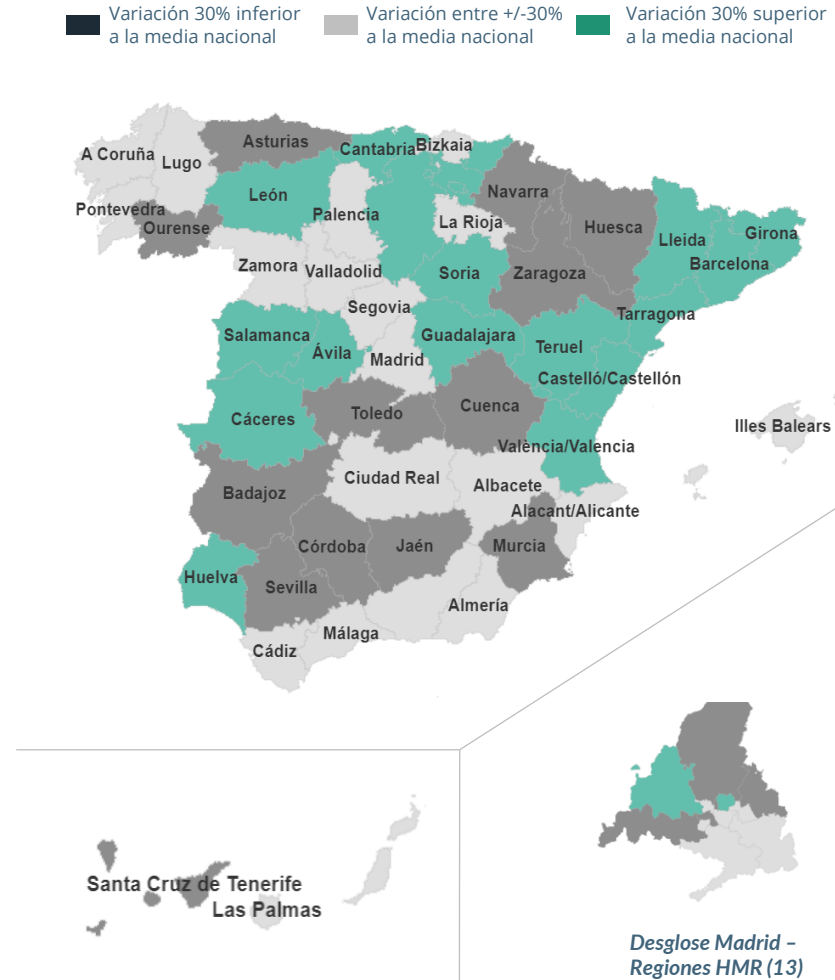 Variación 30% inferior
a la media nacional
Variación entre +/-30%
a la media nacional
Variación 30% superior
a la media nacional
Asturias
Cantabria
Bizkaia
A Coruña
Lugo
León
Navarra
Pontevedra
Palencia
La Rioja
Huesca
Girona
Ourense
Lleida
Zamora
Valladolid
Soria
Zaragoza
Barcelona
Segovia
Tarragona
Salamanca
Guadalajara
Ávila
Teruel
Madrid
Castelló/Castellón
Cáceres
Toledo
Cuenca
Illes Balears
València/Valencia
Ciudad Real
Albacete
Badajoz
Alacant/Alicante
Córdoba
Jaén
Murcia
Huelva
Sevilla
Almería
Málaga
Cádiz
Santa Cruz de Tenerife
Las Palmas
Desglose Madrid –
Regiones HMR (13)